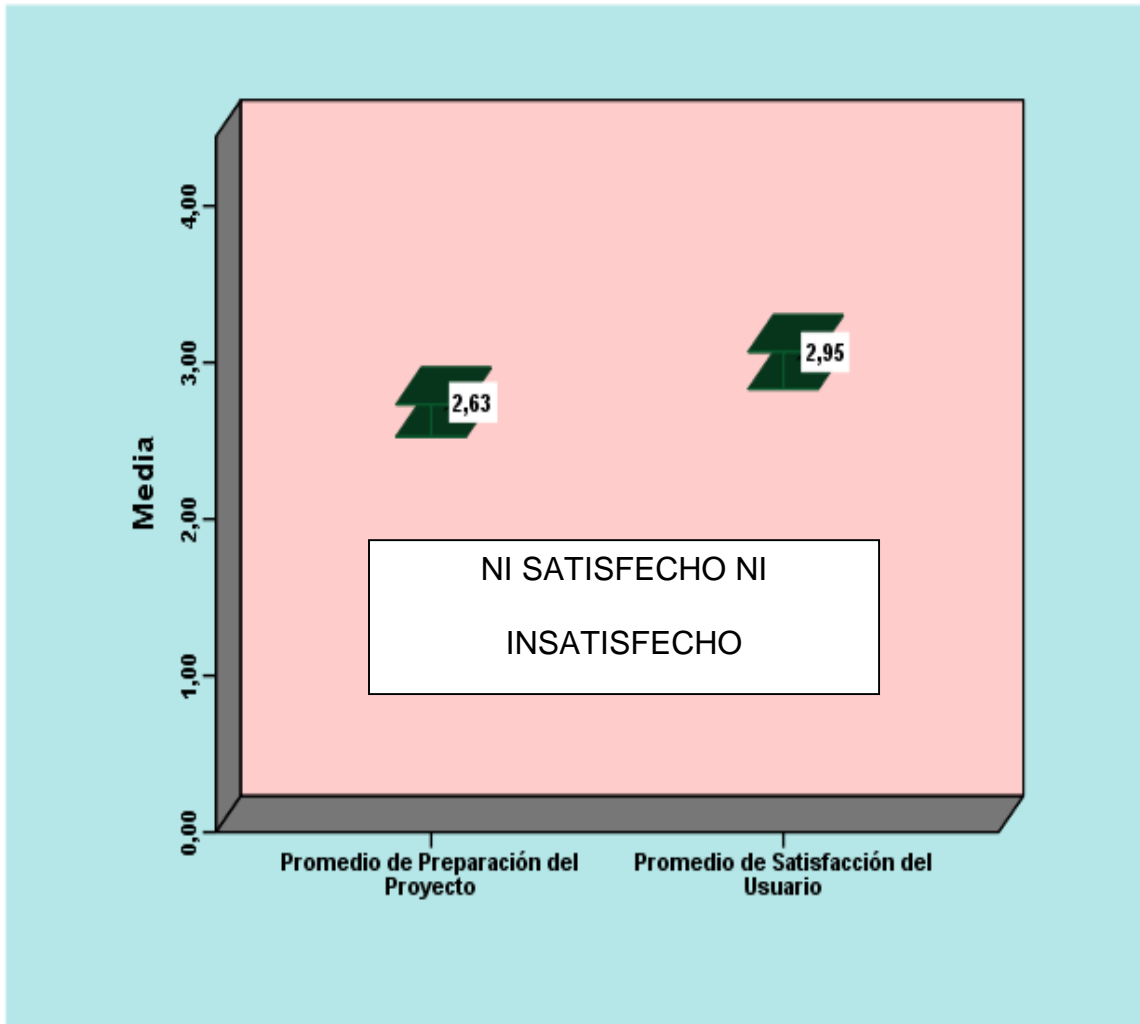 4,00
3,00
2,00
1,00
0,00
Media
2,63
2,95
NI SATISFECHO NI
INSATISFECHO
Promedio de Preparación del
Proyecto
Promedio de Satisfacción del
Usuario